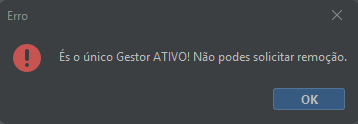 Erro
És o único Gestor ATIVO! Não podes solicitar remoção.
OK